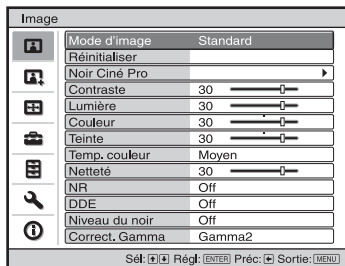 Image
Mode d'image Standard
Réinitialiser
Noir Ciné Pro
Contraste 30
Lumière 30
Couleur 30
Teinte 30
Temp. couleur Moyen
Netteté 30
NR Off
DDE Off
Niveau du noir Off
Correct. Gamma Gamma2
Sél: Régl: ENTER Préc: Sortie: MENU